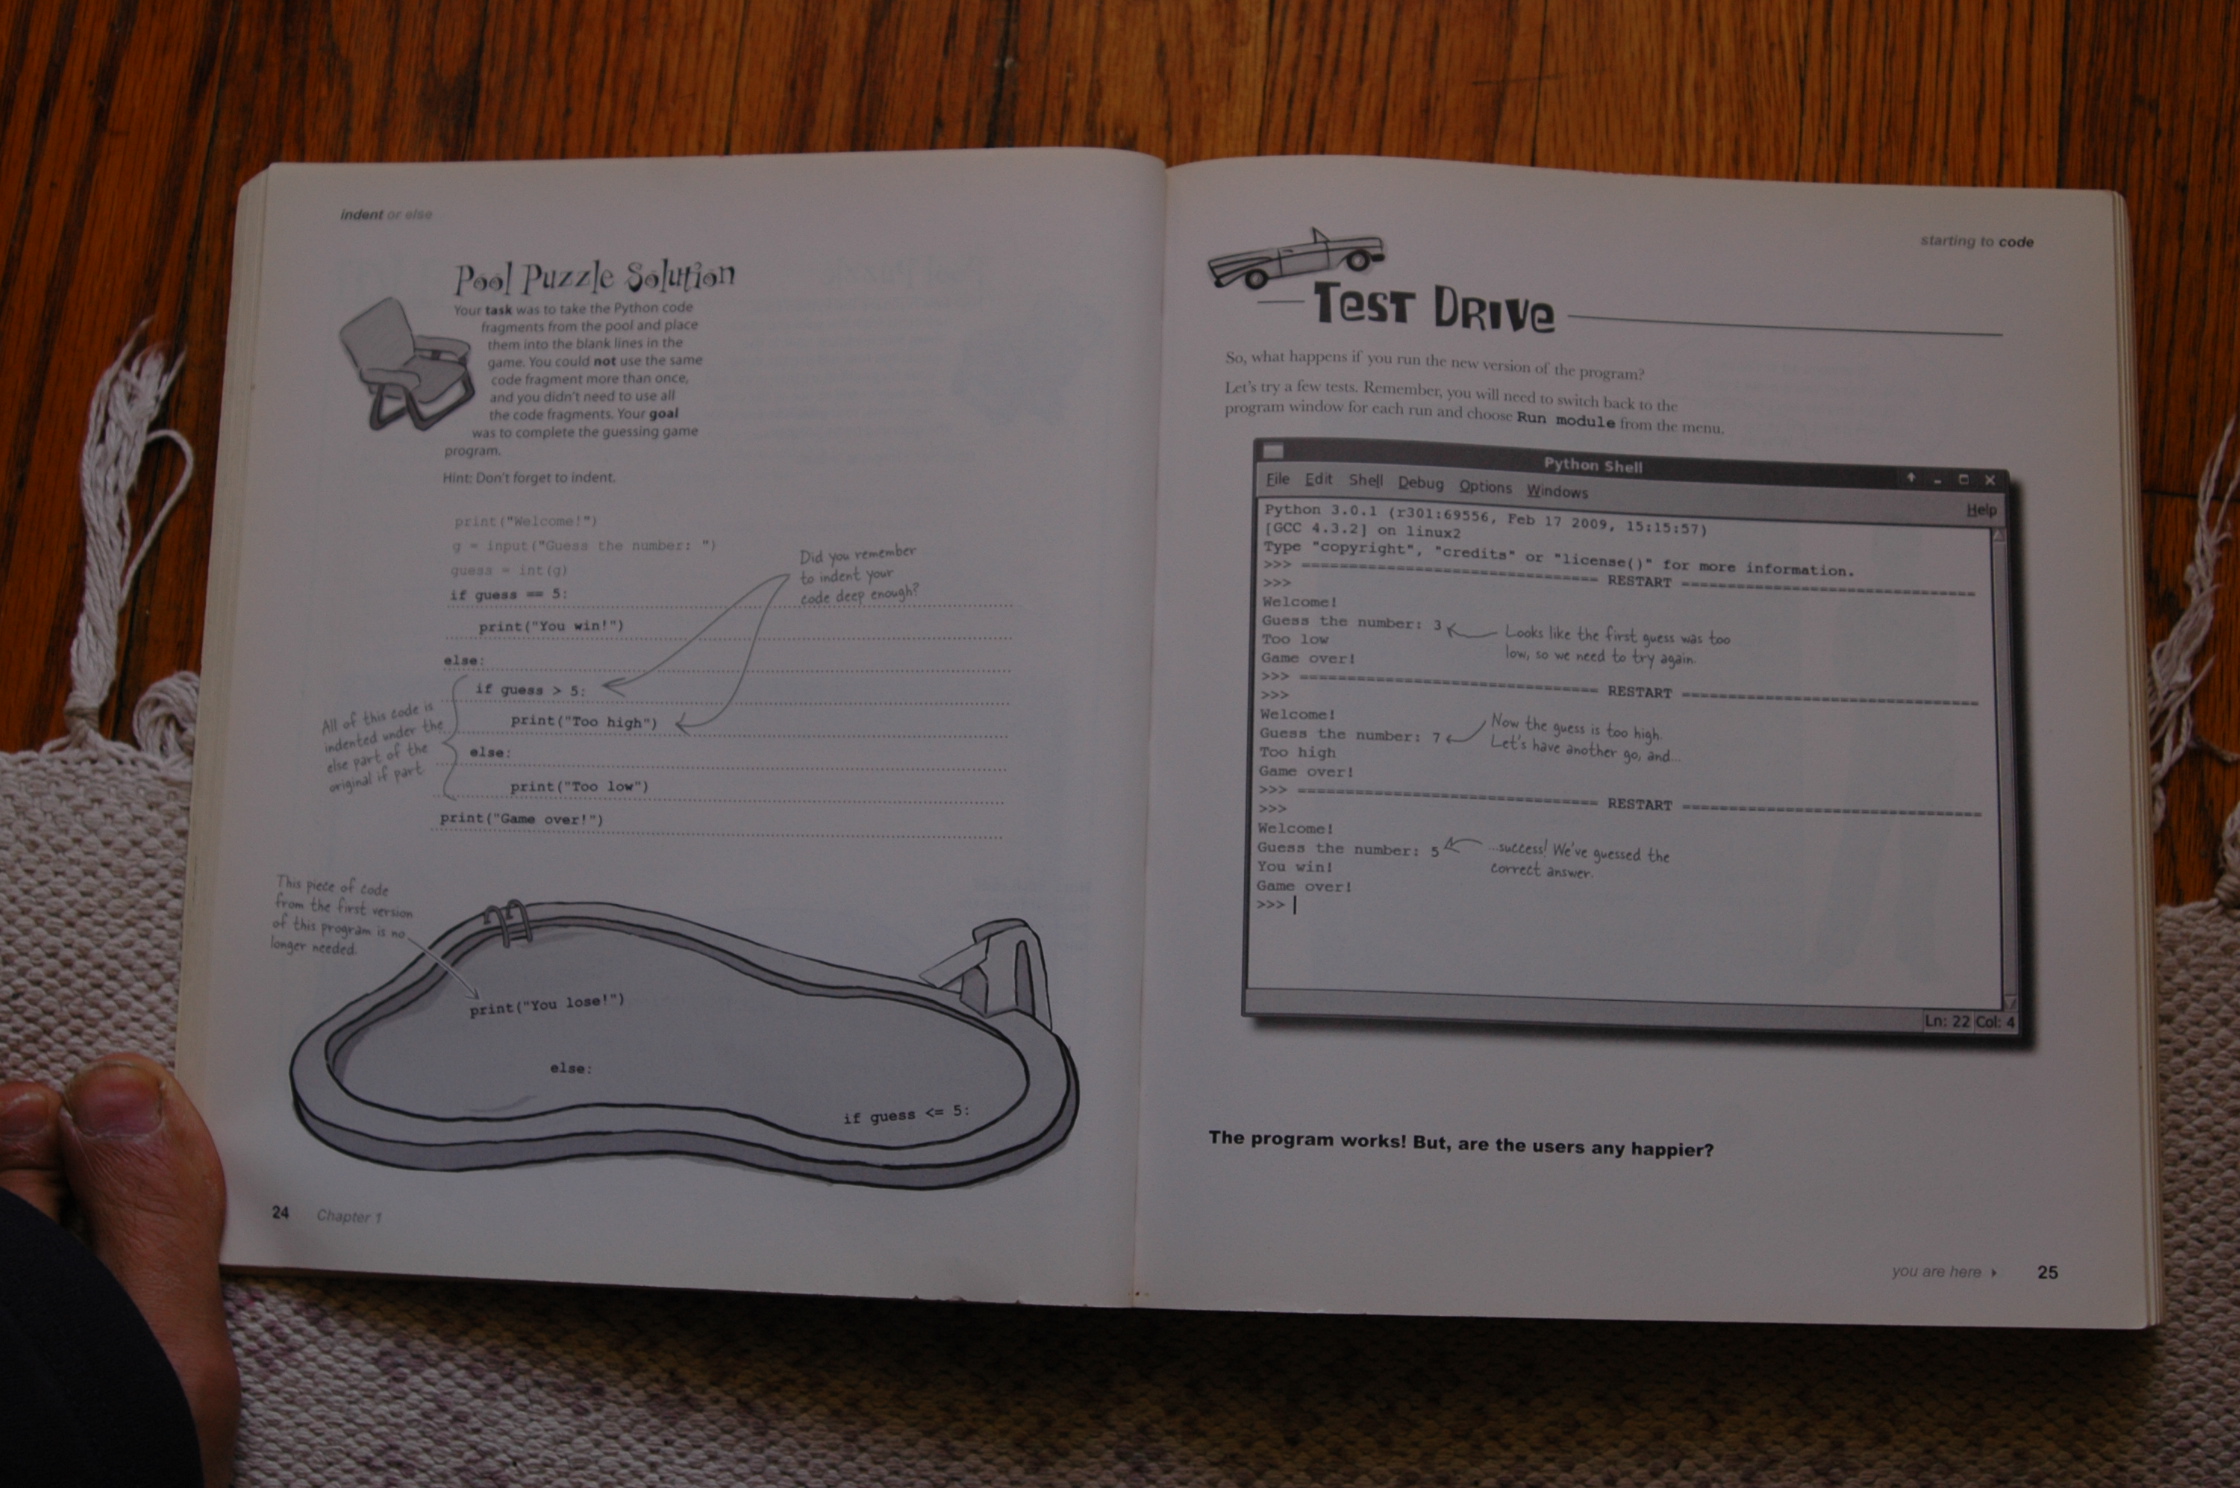 indent or else
Pool Puzzle Solution
Your task was to take the Python code
fragments from the pool and place
them into the blank lines in the
game. You could not use the same
code fragment more than once,
and you didn't need to use all
the code fragments. Your goal
was to complete the guessing game
program.
Hint: Don't forget to indent.
print("Welcome!")
g = input("Guess the number: ")
guess = int(g)
if guess == 5:
print("You win!")
else:
if guess > 5:
print("Too high")
else:
print("Too low")
print("Game over!")
Did you remember
to indent your
code deep enough?
All of this code is
indented under the
else part of the
original if part
This piece of code
from the first version
of this program is no
longer needed.
print("You lose!")
else:
if guess <= 5:
24 Chapter 1
starting to code
Test Drive
So, what happens if you run the new version of the program?
Let's try a few tests. Remember, you will need to switch back to the
program window for each run and choose Run module from the menu.
Python Shell
File Edit Shell Debug Options Windows Help
Python 3.0.1 (r301:69556, Feb 17 2009, 15:15:57)
[GCC 4.3.2] on linux2
Type "copyright", "credits" or "license()" for more information.
>>> ================================ RESTART ================================
>>>
Welcome!
Guess the number: 3
Looks like the first guess was too
low, so we need to try again.
Too low
Game over!
>>> ================================ RESTART ================================
>>>
Welcome!
Guess the number: 7
Now the guess is too high.
Let's have another go, and...
Too high
Game over!
>>> ================================ RESTART ================================
>>>
Welcome!
Guess the number: 5
...success! We've guessed the
correct answer.
You win!
Game over!
>>>
Ln: 22 Col: 4
The program works! But, are the users any happier?
you are here ▸ 25